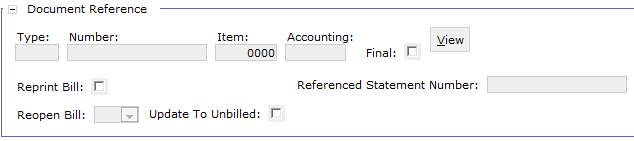 Document Reference
Type: Number: Item: Accounting:
0000 Final: View
Reprint Bill: Referenced Statement Number:
Reopen Bill: Update To Unbilled: